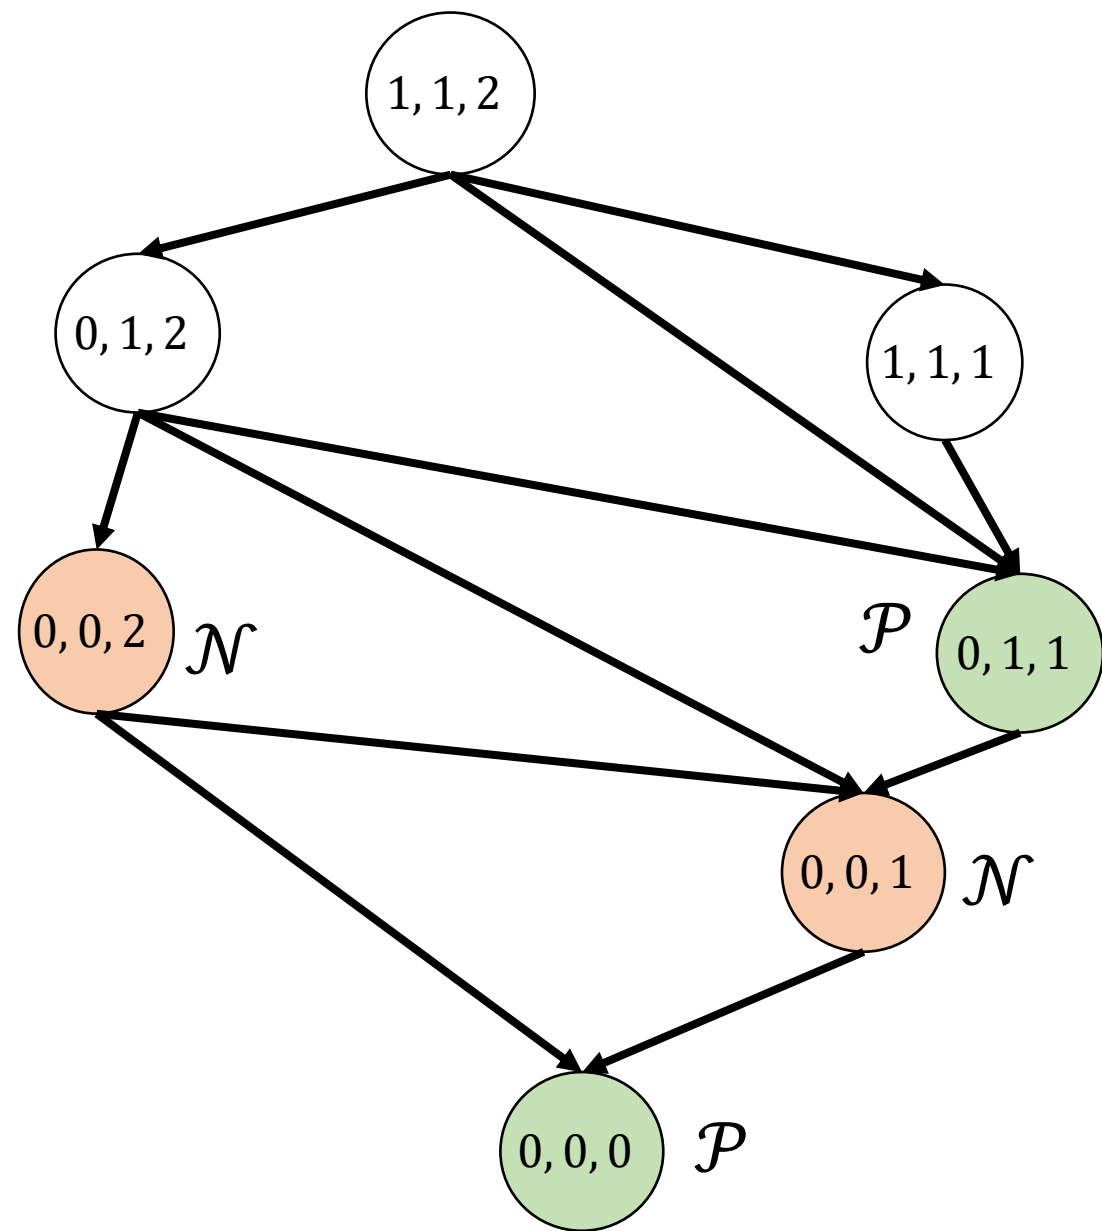 1, 1, 2
0, 1, 2
1, 1, 1
0, 0, 2
𝒩
𝒫
0, 1, 1
0, 0, 1
𝒩
0, 0, 0
𝒫